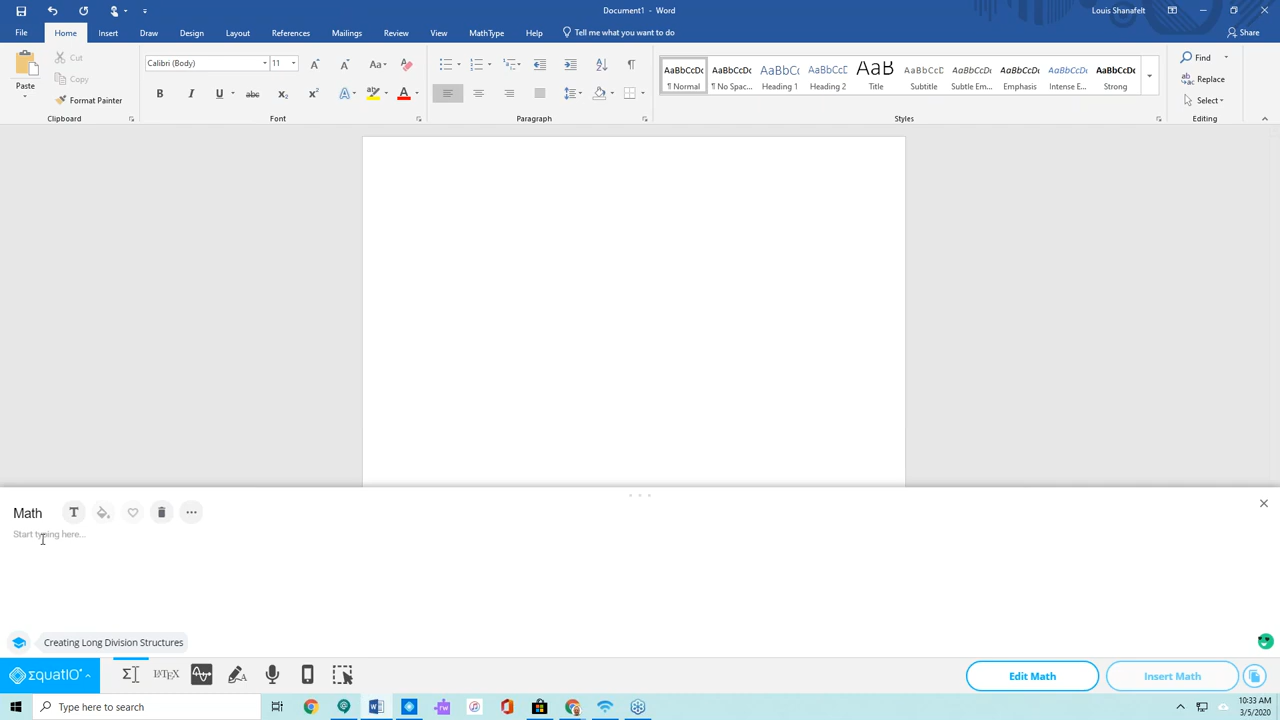 Document1 - Word
Louis Shanafelt
File Home Insert Draw Design Layout References Mailings Review View MathType Help Tell me what you want to do Share
Paste
Cut
Copy
Format Painter
Clipboard
Calibri (Body) 11
Font
Paragraph
AaBbCcDc AaBbCcDc AaBbCc AaBbCcD AaB AaBbCcD AaBbCcDc AaBbCcDc AaBbCcDc AaBbCcDc
¶ Normal ¶ No Spac... Heading 1 Heading 2 Title Subtitle Subtle Em... Emphasis Intense E... Strong
Styles
Find
Replace
Select
Editing
Math
Start typing here...
Creating Long Division Structures
EquatIO
LATEX
Edit Math
Insert Math
Type here to search
10:33 AM
3/5/2020